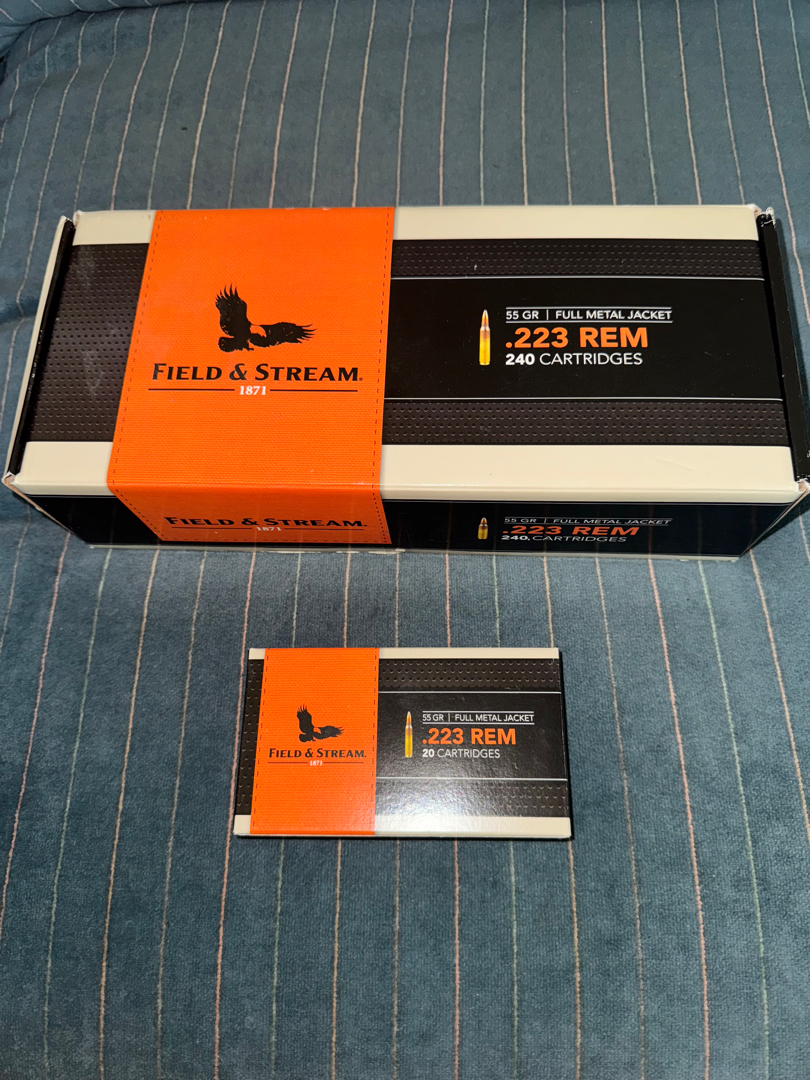 FIELD & STREAM®
1871
55 GR | FULL METAL JACKET
.223 REM
240 CARTRIDGES
FIELD & STREAM.
1871
55 GR | FULL METAL JACKET
.223 REM
240 CARTRIDGES
FIELD & STREAM.
1871
55 GR | FULL METAL JACKET
.223 REM
20 CARTRIDGES